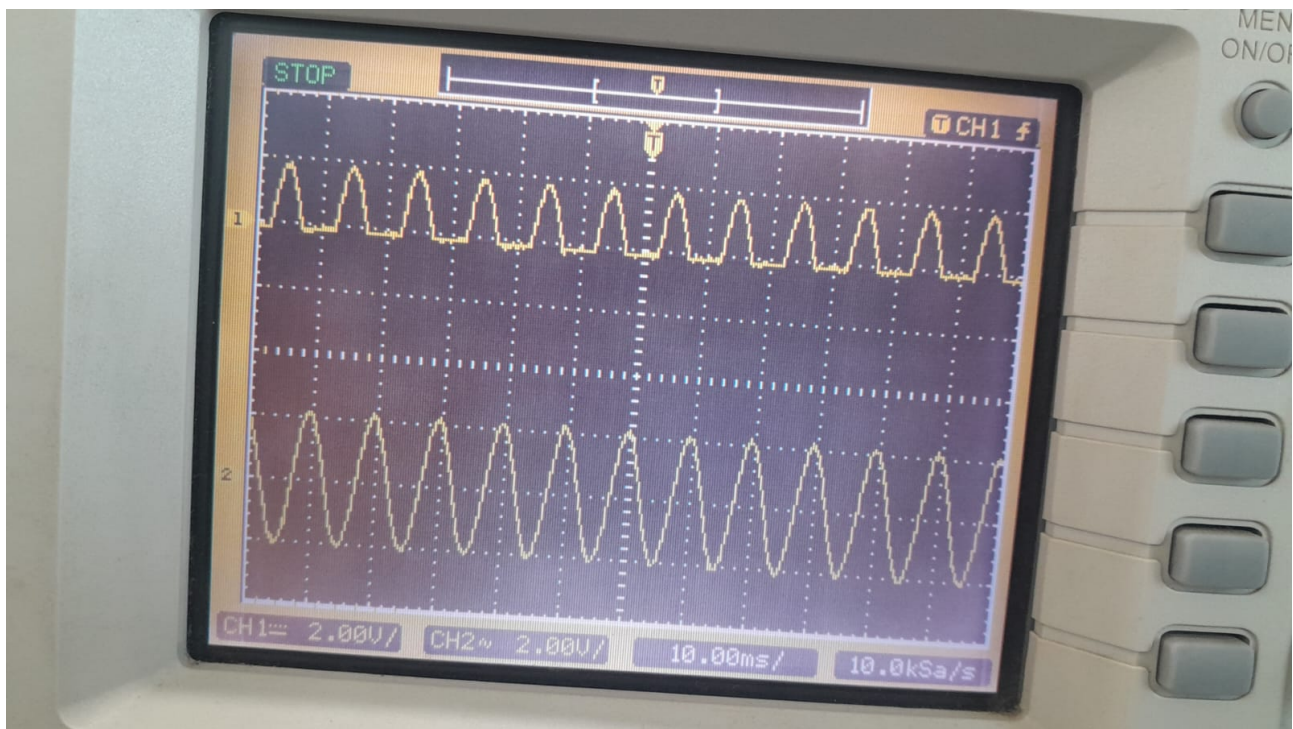 MEN
ON/OF
STOP
T
T CH1
T
1
2
CH1 2.00V/
CH2~ 2.00V/
10.00ms/
10.0kSa/s